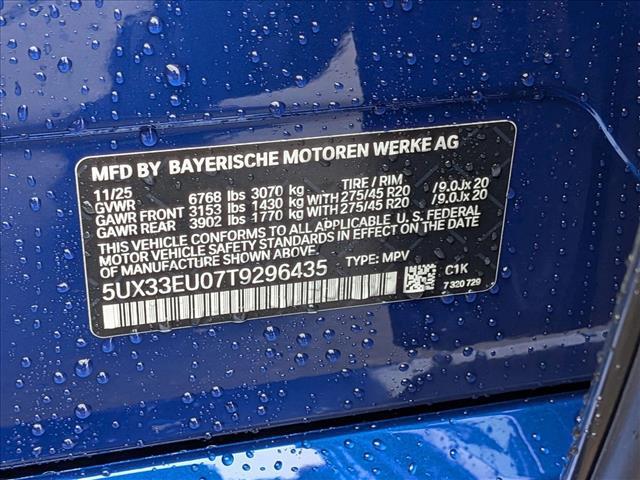 MFD BY BAYERISCHE MOTOREN WERKE AG
11/25 TIRE / RIM
GVWR 6768 lbs 3070 kg
GAWR FRONT 3153 lbs 1430 kg WITH 275/45 R20 /9.0Jx 20
GAWR REAR 3902 lbs 1770 kg WITH 275/45 R20 /9.0Jx 20
THIS VEHICLE CONFORMS TO ALL APPLICABLE U.S. FEDERAL
MOTOR VEHICLE SAFETY STANDARDS IN EFFECT ON THE DATE OF
MANUFACTURE SHOWN ABOVE.
5UX33EU07T9296435 TYPE: MPV C1K
7 320 729